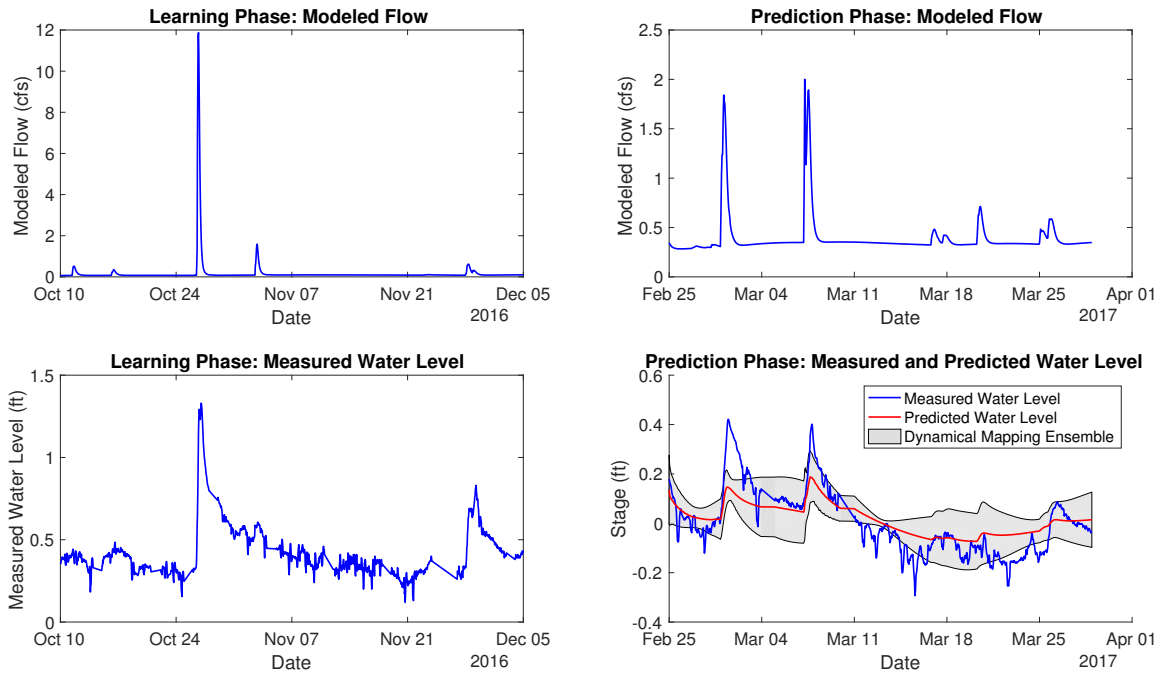 Learning Phase: Modeled Flow
Modeled Flow (cfs)
12
10
8
6
4
2
0
Oct 10
Oct 24
Nov 07
Nov 21
Dec 05
Date
2016
Prediction Phase: Modeled Flow
Modeled Flow (cfs)
2.5
2
1.5
1
0.5
0
Feb 25
Mar 04
Mar 11
Mar 18
Mar 25
Apr 01
Date
2017
Learning Phase: Measured Water Level
Measured Water Level (ft)
1.5
1
0.5
0
Oct 10
Oct 24
Nov 07
Nov 21
Dec 05
Date
2016
Prediction Phase: Measured and Predicted Water Level
Stage (ft)
0.6
0.4
0.2
0
-0.2
-0.4
Measured Water Level
Predicted Water Level
Dynamical Mapping Ensemble
Feb 25
Mar 04
Mar 11
Mar 18
Mar 25
Apr 01
Date
2017